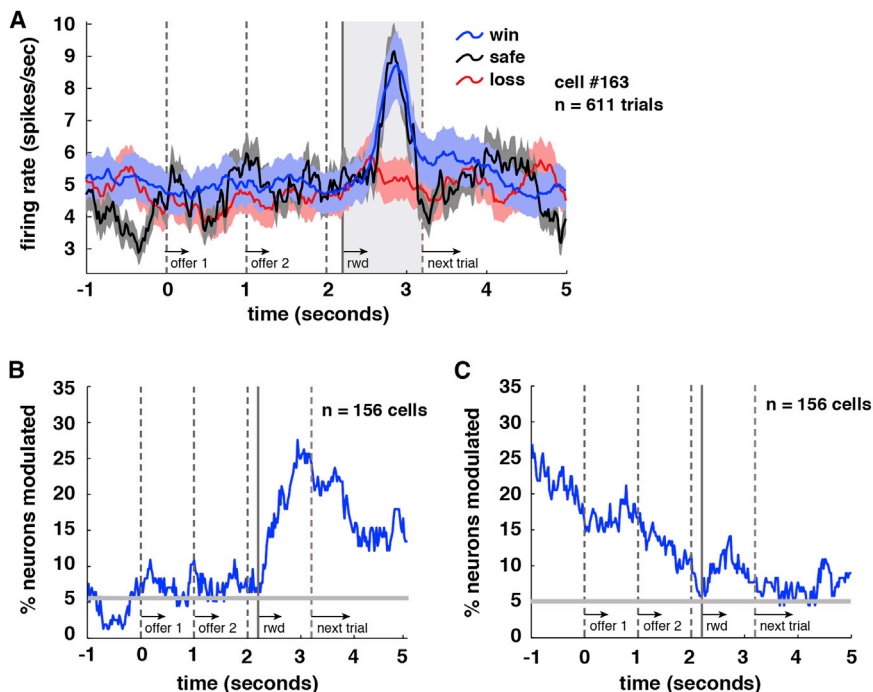 A
firing rate (spikes/sec)
10
9
8
7
6
5
4
3
win
safe
loss
cell #163
n = 611 trials
offer 1
offer 2
rwd
next trial
-1 0 1 2 3 4 5
time (seconds)
B
% neurons modulated
35
30
25
20
15
10
5
0
n = 156 cells
offer 1
offer 2
rwd
next trial
-1 0 1 2 3 4 5
time (seconds)
C
% neurons modulated
35
30
25
20
15
10
5
0
n = 156 cells
offer 1
offer 2
rwd
next trial
-1 0 1 2 3 4 5
time (seconds)